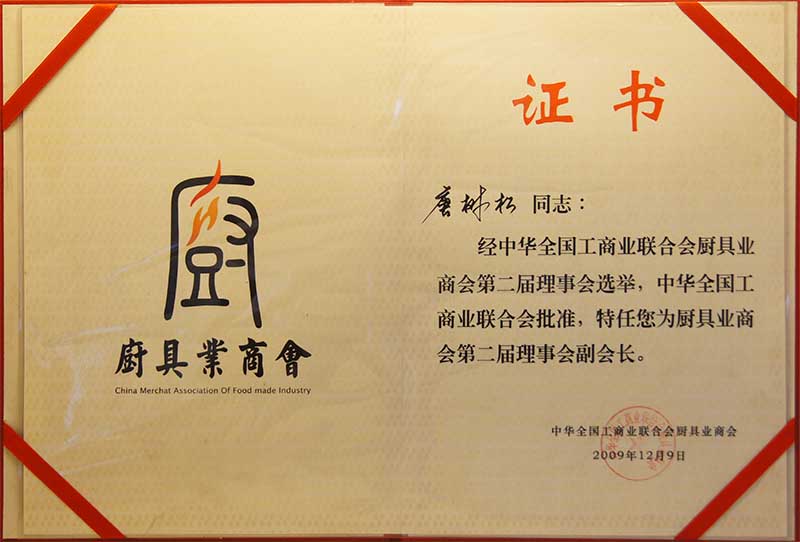 廚
廚具業商會
China Merchat Association Of Food made Industry
证书
唐树松 同志：
经中华全国工商业联合会厨具业
商会第二届理事会选举，中华全国工
商业联合会批准，特任您为厨具业商
会第二届理事会副会长。
中华全国工商业联合会厨具业商会
2009年12月9日